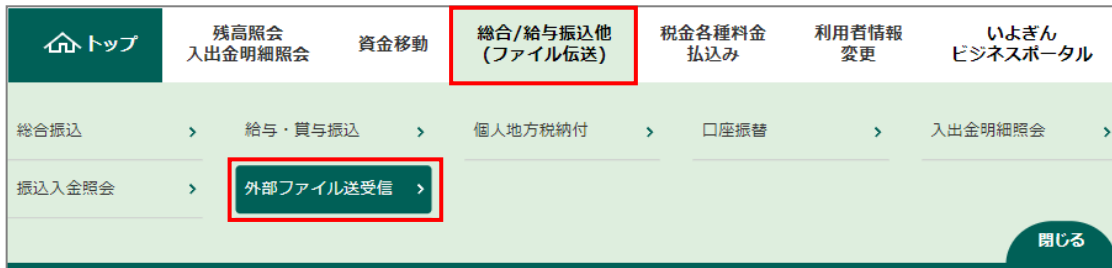 トップ
残高照会
入出金明細照会
資金移動
総合/給与振込他
(ファイル伝送)
税金各種料金
払込み
利用者情報
変更
いよぎん
ビジネスポータル
総合振込
給与・賞与振込
個人地方税納付
口座振替
入出金明細照会
振込入金照会
外部ファイル送受信
閉じる